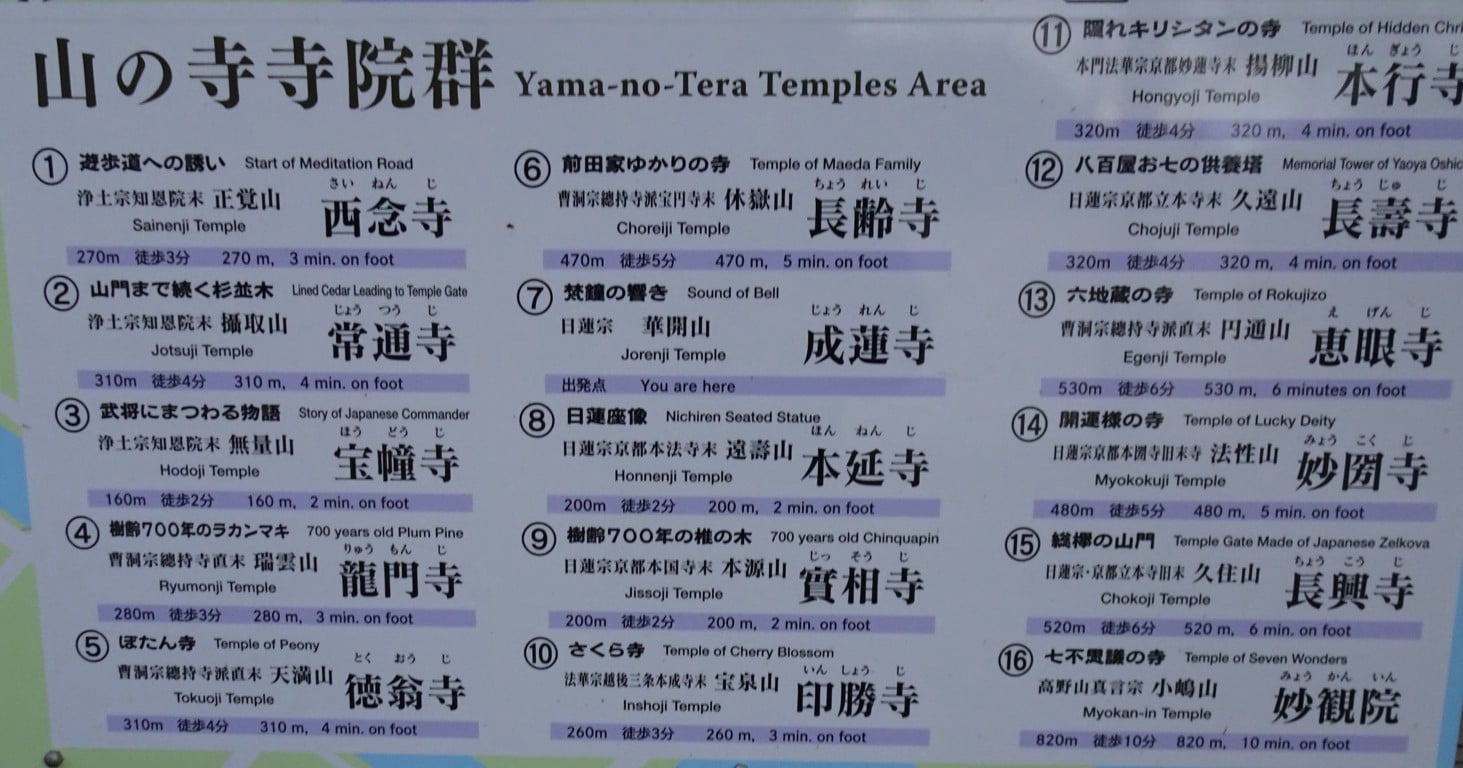 山の寺寺院群 Yama-no-Tera Temples Area
① 遊歩道への誘い Start of Meditation Road
さい ねん じ
浄土宗知恩院末 正覚山 西念寺
Sainenji Temple
270m 徒歩3分 270 m, 3 min. on foot
② 山門まで続く杉並木 Lined Cedar Leading to Temple Gate
じょう つう じ
浄土宗知恩院末 攝取山 常通寺
Jotsuji Temple
310m 徒歩4分 310 m, 4 min. on foot
③ 武将にまつわる物語 Story of Japanese Commander
ほう どう じ
浄土宗知恩院末 無量山 宝幢寺
Hodoji Temple
160m 徒歩2分 160 m, 2 min. on foot
④ 樹齢700年のラカンマキ 700 years old Plum Pine
りゅう もん じ
曹洞宗總持寺直末 瑞雲山 龍門寺
Ryumonji Temple
280m 徒歩3分 280 m, 3 min. on foot
⑤ ぼたん寺 Temple of Peony
とく おう じ
曹洞宗總持寺派直末 天満山 徳翁寺
Tokuoji Temple
310m 徒歩4分 310 m, 4 min. on foot
⑥ 前田家ゆかりの寺 Temple of Maeda Family
ちょう れい じ
曹洞宗總持寺派宝円寺末 休嶽山 長齢寺
Choreiji Temple
470m 徒歩5分 470 m, 5 min. on foot
⑦ 梵鐘の響き Sound of Bell
じょう れん じ
日蓮宗 華開山 成蓮寺
Jorenji Temple
出発点 You are here
⑧ 日蓮座像 Nichiren Seated Statue
ほん ねん じ
日蓮宗京都本法寺末 遠壽山 本延寺
Honnenji Temple
200m 徒歩2分 200 m, 2 min. on foot
⑨ 樹齢700年の椎の木 700 years old Chinquapin
じっ そう じ
日蓮宗京都本国寺末 本源山 實相寺
Jissoji Temple
200m 徒歩2分 200 m, 2 min. on foot
⑩ さくら寺 Temple of Cherry Blossom
いん しょう じ
法華宗越後三条本成寺末 宝泉山 印勝寺
Inshoji Temple
260m 徒歩3分 260 m, 3 min. on foot
⑪ 隠れキリシタンの寺 Temple of Hidden Chri
ほん ぎょう じ
本門法華宗京都妙蓮寺末 揚柳山 本行寺
Hongyoji Temple
320m 徒歩4分 320 m, 4 min. on foot
⑫ 八百屋お七の供養塔 Memorial Tower of Yaoya Oshic
ちょう じゅ じ
日蓮宗京都立本寺末 久遠山 長壽寺
Chojuji Temple
320m 徒歩4分 320 m, 4 min. on foot
⑬ 六地蔵の寺 Temple of Rokujizo
え げん じ
曹洞宗總持寺派直末 円通山 恵眼寺
Egenji Temple
530m 徒歩6分 530 m, 6 minutes on foot
⑭ 開運様の寺 Temple of Lucky Deity
みょう こく じ
日蓮宗京都本圀寺旧末寺 法性山 妙圀寺
Myokokuji Temple
480m 徒歩5分 480 m, 5 min. on foot
⑮ 総欅の山門 Temple Gate Made of Japanese Zelkova
ちょう こう じ
日蓮宗・京都立本寺旧末 久住山 長興寺
Chokoji Temple
520m 徒歩6分 520 m, 6 min. on foot
⑯ 七不思議の寺 Temple of Seven Wonders
みょう かん いん
高野山真言宗 小嶋山 妙観院
Myokan-in Temple
820m 徒歩10分 820 m, 10 min. on foot